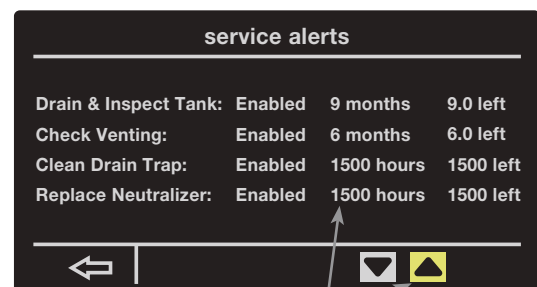 service alerts
Drain & Inspect Tank: Enabled 9 months 9.0 left
Check Venting: Enabled 6 months 6.0 left
Clean Drain Trap: Enabled 1500 hours 1500 left
Replace Neutralizer: Enabled 1500 hours 1500 left